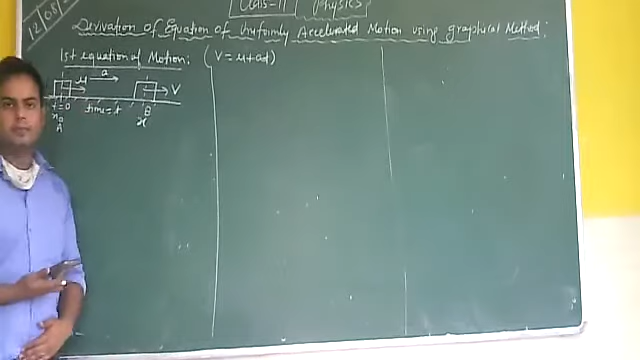 12/08/
Class-11 (Physics)
Derivation of Equation of Uniformly Accelerated Motion using graphical Method:
1st equation of Motion: (V = u + at)
a
u
V
t=0 time=t B
x₀ x
A